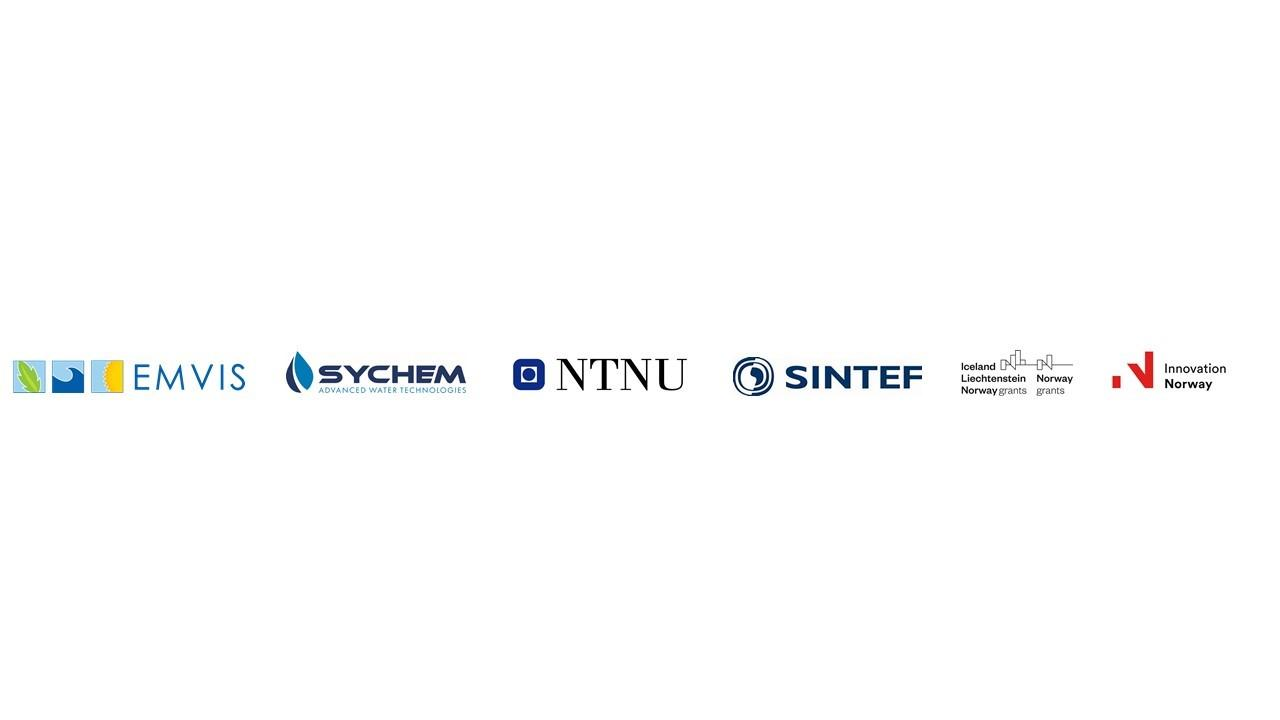 EMVIS
SYCHEM
ADVANCED WATER TECHNOLOGIES
NTNU
SINTEF
Iceland
Liechtenstein
Norway grants
Norway
grants
Innovation
Norway